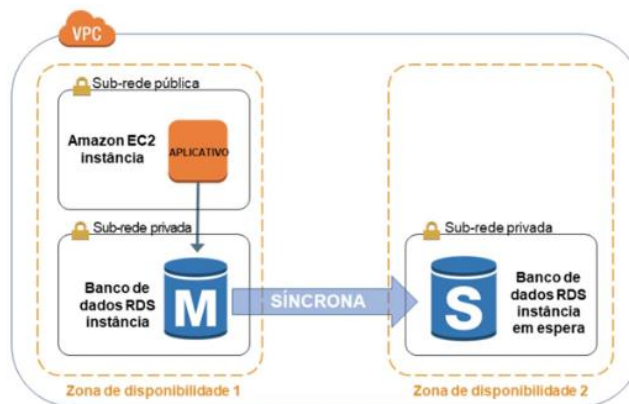 VPC
Sub-rede pública
Amazon EC2
instância
APLICATIVO
Sub-rede privada
Banco de
dados RDS
instância
M
SÍNCRONA
Sub-rede privada
S
Banco de
dados RDS
instância
em espera
Zona de disponibilidade 1
Zona de disponibilidade 2